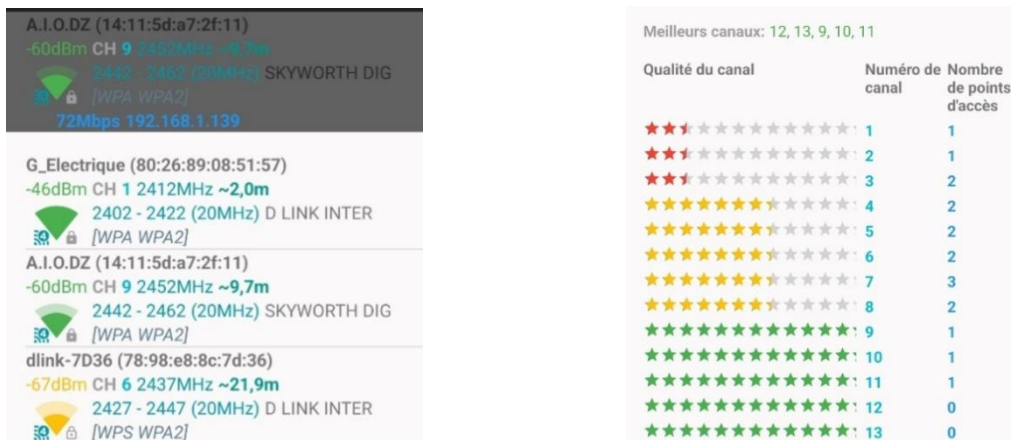 A.I.O.DZ (14:11:5d:a7:2f:11)
-60dBm CH 9 2452MHz ~9,7m
2442 - 2462 (20MHz) SKYWORTH DIG
[WPA WPA2]
72Mbps 192.168.1.139
G_Electrique (80:26:89:08:51:57)
-46dBm CH 1 2412MHz ~2,0m
2402 - 2422 (20MHz) D LINK INTER
[WPA WPA2]
A.I.O.DZ (14:11:5d:a7:2f:11)
-60dBm CH 9 2452MHz ~9,7m
2442 - 2462 (20MHz) SKYWORTH DIG
[WPA WPA2]
dlink-7D36 (78:98:e8:8c:7d:36)
-67dBm CH 6 2437MHz ~21,9m
2427 - 2447 (20MHz) D LINK INTER
[WPS WPA2]
Meilleurs canaux: 12, 13, 9, 10, 11
Qualité du canal Numéro de canal Nombre de points d'accès
1 1
2 1
3 2
4 2
5 2
6 2
7 3
8 2
9 1
10 1
11 1
12 0
13 0